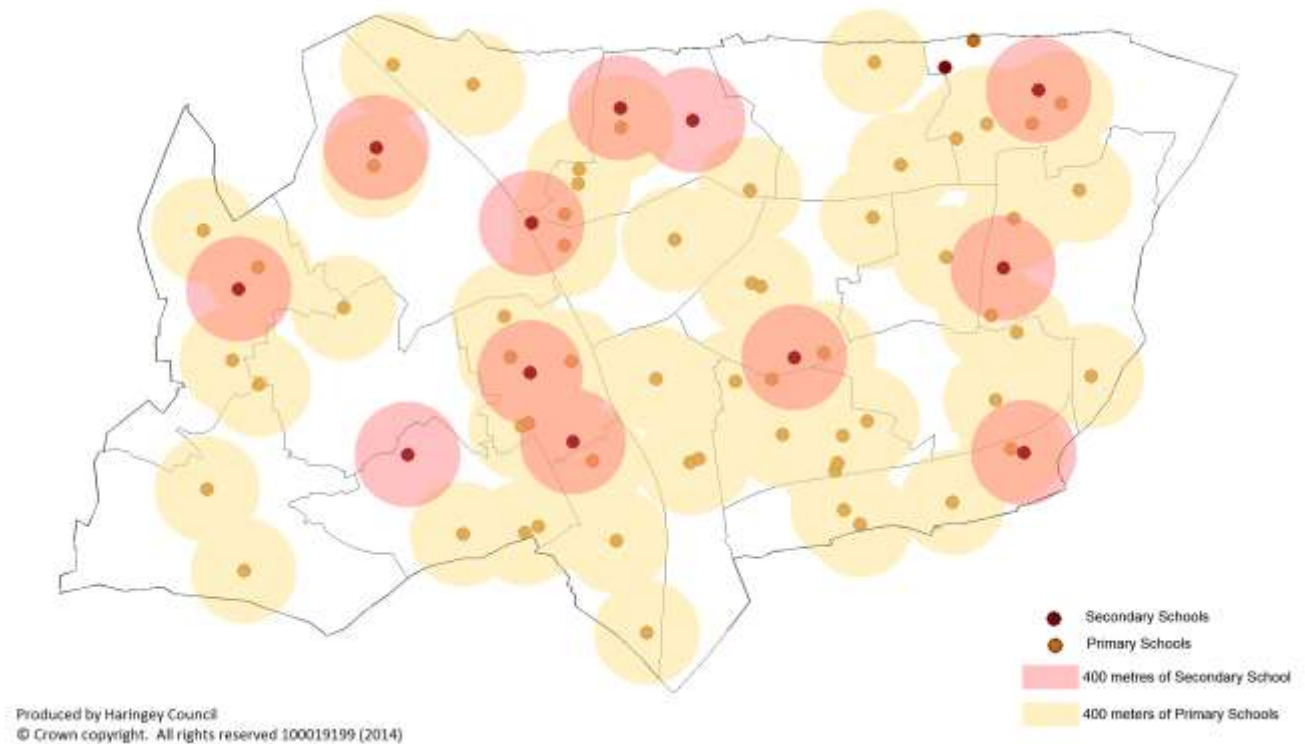 Secondary Schools
Primary Schools
400 metres of Secondary School
400 meters of Primary Schools
Produced by Haringey Council
© Crown copyright. All rights reserved 100019199 (2014)